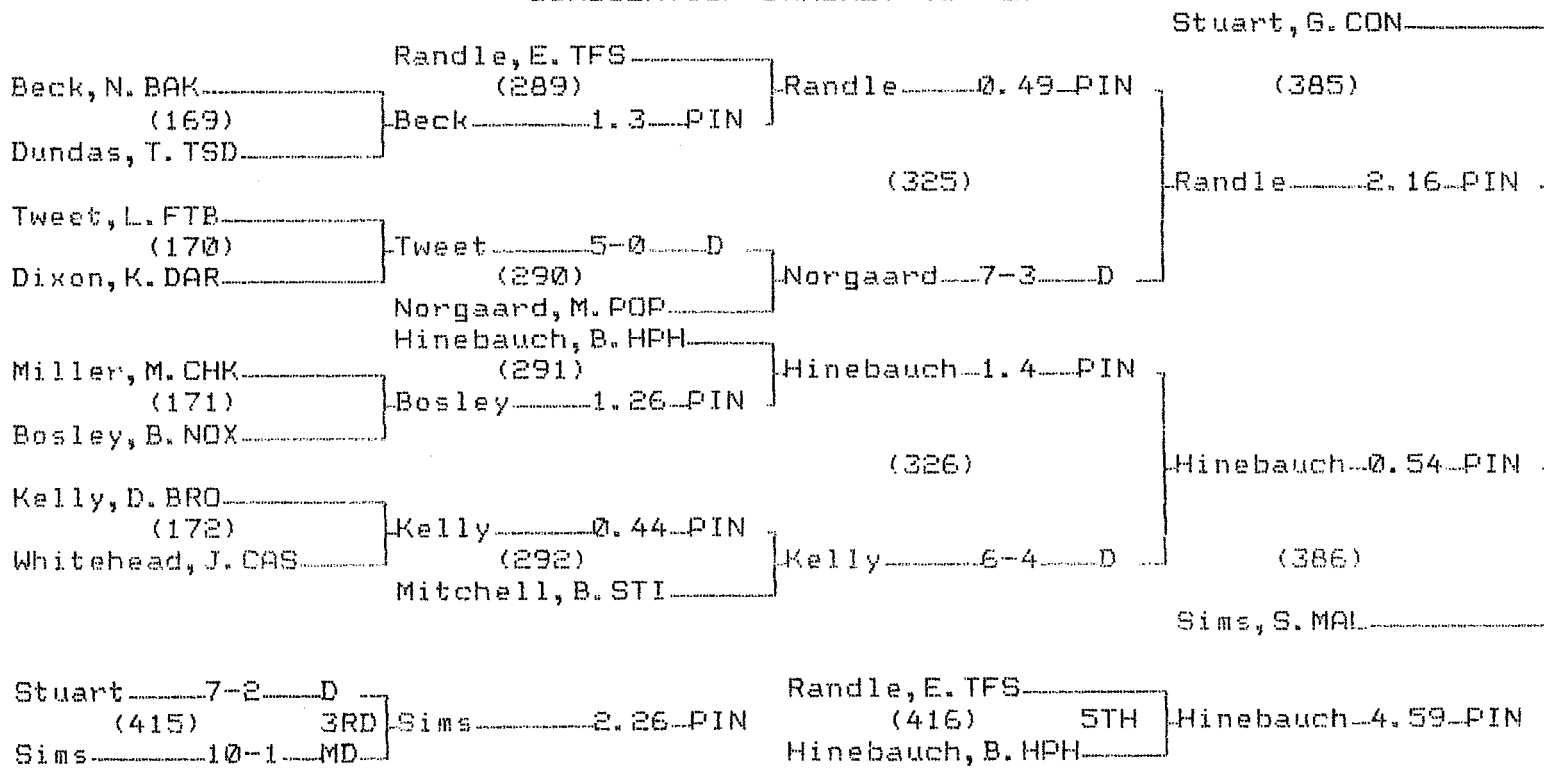 Stuart, G. CON
Randle, E. TFS
Beck, N. BAK (289) Randle 0.49 PIN (385)
(169) Beck 1.3 PIN
Dundas, T. TSD
(325) Randle 2.16 PIN
Tweet, L. FTB
(170) Tweet 5-0 D
Dixon, K. DAR (290) Norgaard 7-3 D
Norgaard, M. POP
Hinebauch, B. HPH
Miller, M. CHK (291) Hinebauch 1.4 PIN
(171) Bosley 1.26 PIN
Bosley, B. NOX
(326) Hinebauch 0.54 PIN
Kelly, D. BRO
(172) Kelly 0.44 PIN
Whitehead, J. CAS (292) Kelly 6-4 D (386)
Mitchell, B. STI
Sims, S. MAL
Stuart 7-2 D Randle, E. TFS
(415) 3RD Sims 2.26 PIN (416) 5TH Hinebauch 4.59 PIN
Sims 10-1 MD Hinebauch, B. HPH